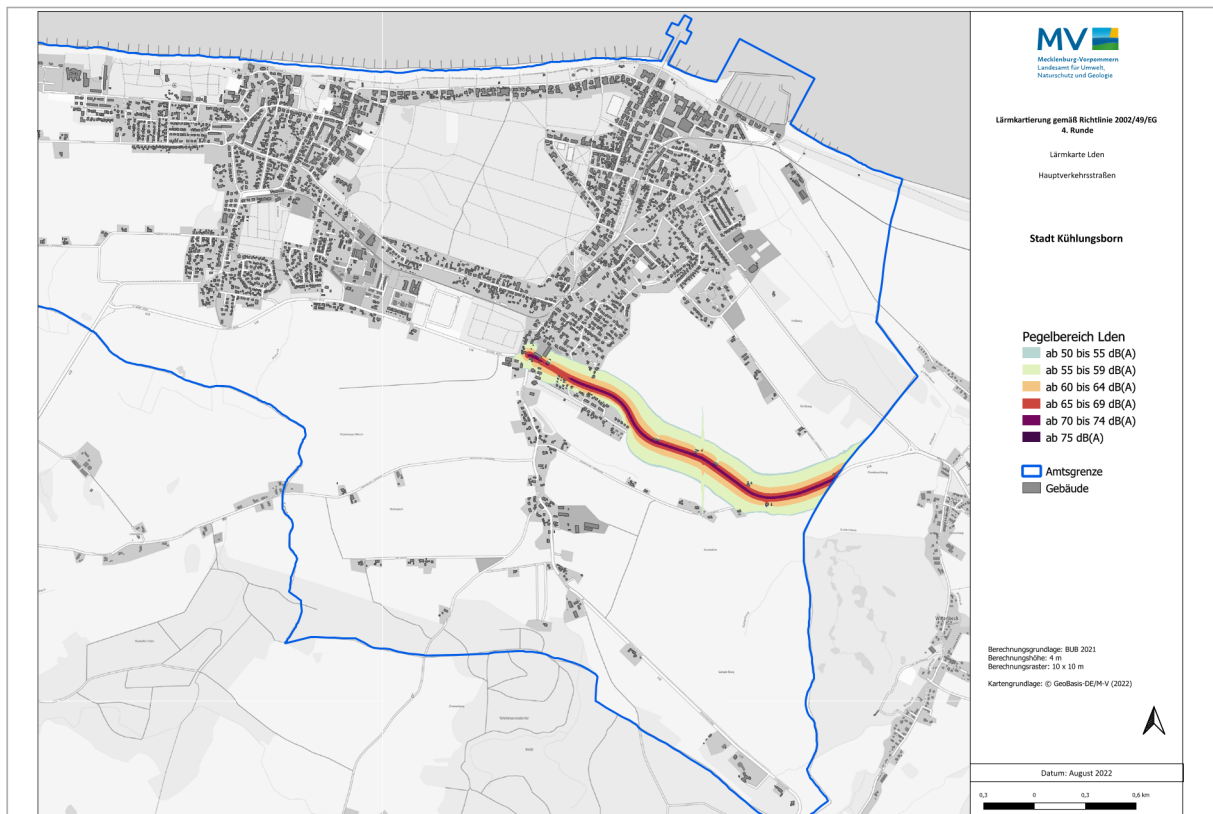 MV
Mecklenburg-Vorpommern
Landesamt für Umwelt,
Naturschutz und Geologie
Lärmkartierung gemäß Richtlinie 2002/49/EG
4. Runde
Lärmkarte Lden
Hauptverkehrsstraßen
Stadt Kühlungsborn
Pegelbereich Lden
ab 50 bis 55 dB(A)
ab 55 bis 59 dB(A)
ab 60 bis 64 dB(A)
ab 65 bis 69 dB(A)
ab 70 bis 74 dB(A)
ab 75 dB(A)
Amtsgrenze
Gebäude
Berechnungsgrundlage: BUB 2021
Berechnungshöhe: 4 m
Berechnungsraster: 10 x 10 m
Kartengrundlage: © GeoBasis-DE/M-V (2022)
Datum: August 2022
0,3 0 0,3 0,6 km